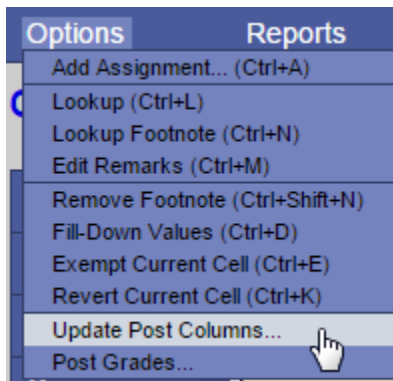 Options Reports
Add Assignment... (Ctrl+A)
Lookup (Ctrl+L)
Lookup Footnote (Ctrl+N)
Edit Remarks (Ctrl+M)
Remove Footnote (Ctrl+Shift+N)
Fill-Down Values (Ctrl+D)
Exempt Current Cell (Ctrl+E)
Revert Current Cell (Ctrl+K)
Update Post Columns...
Post Grades...